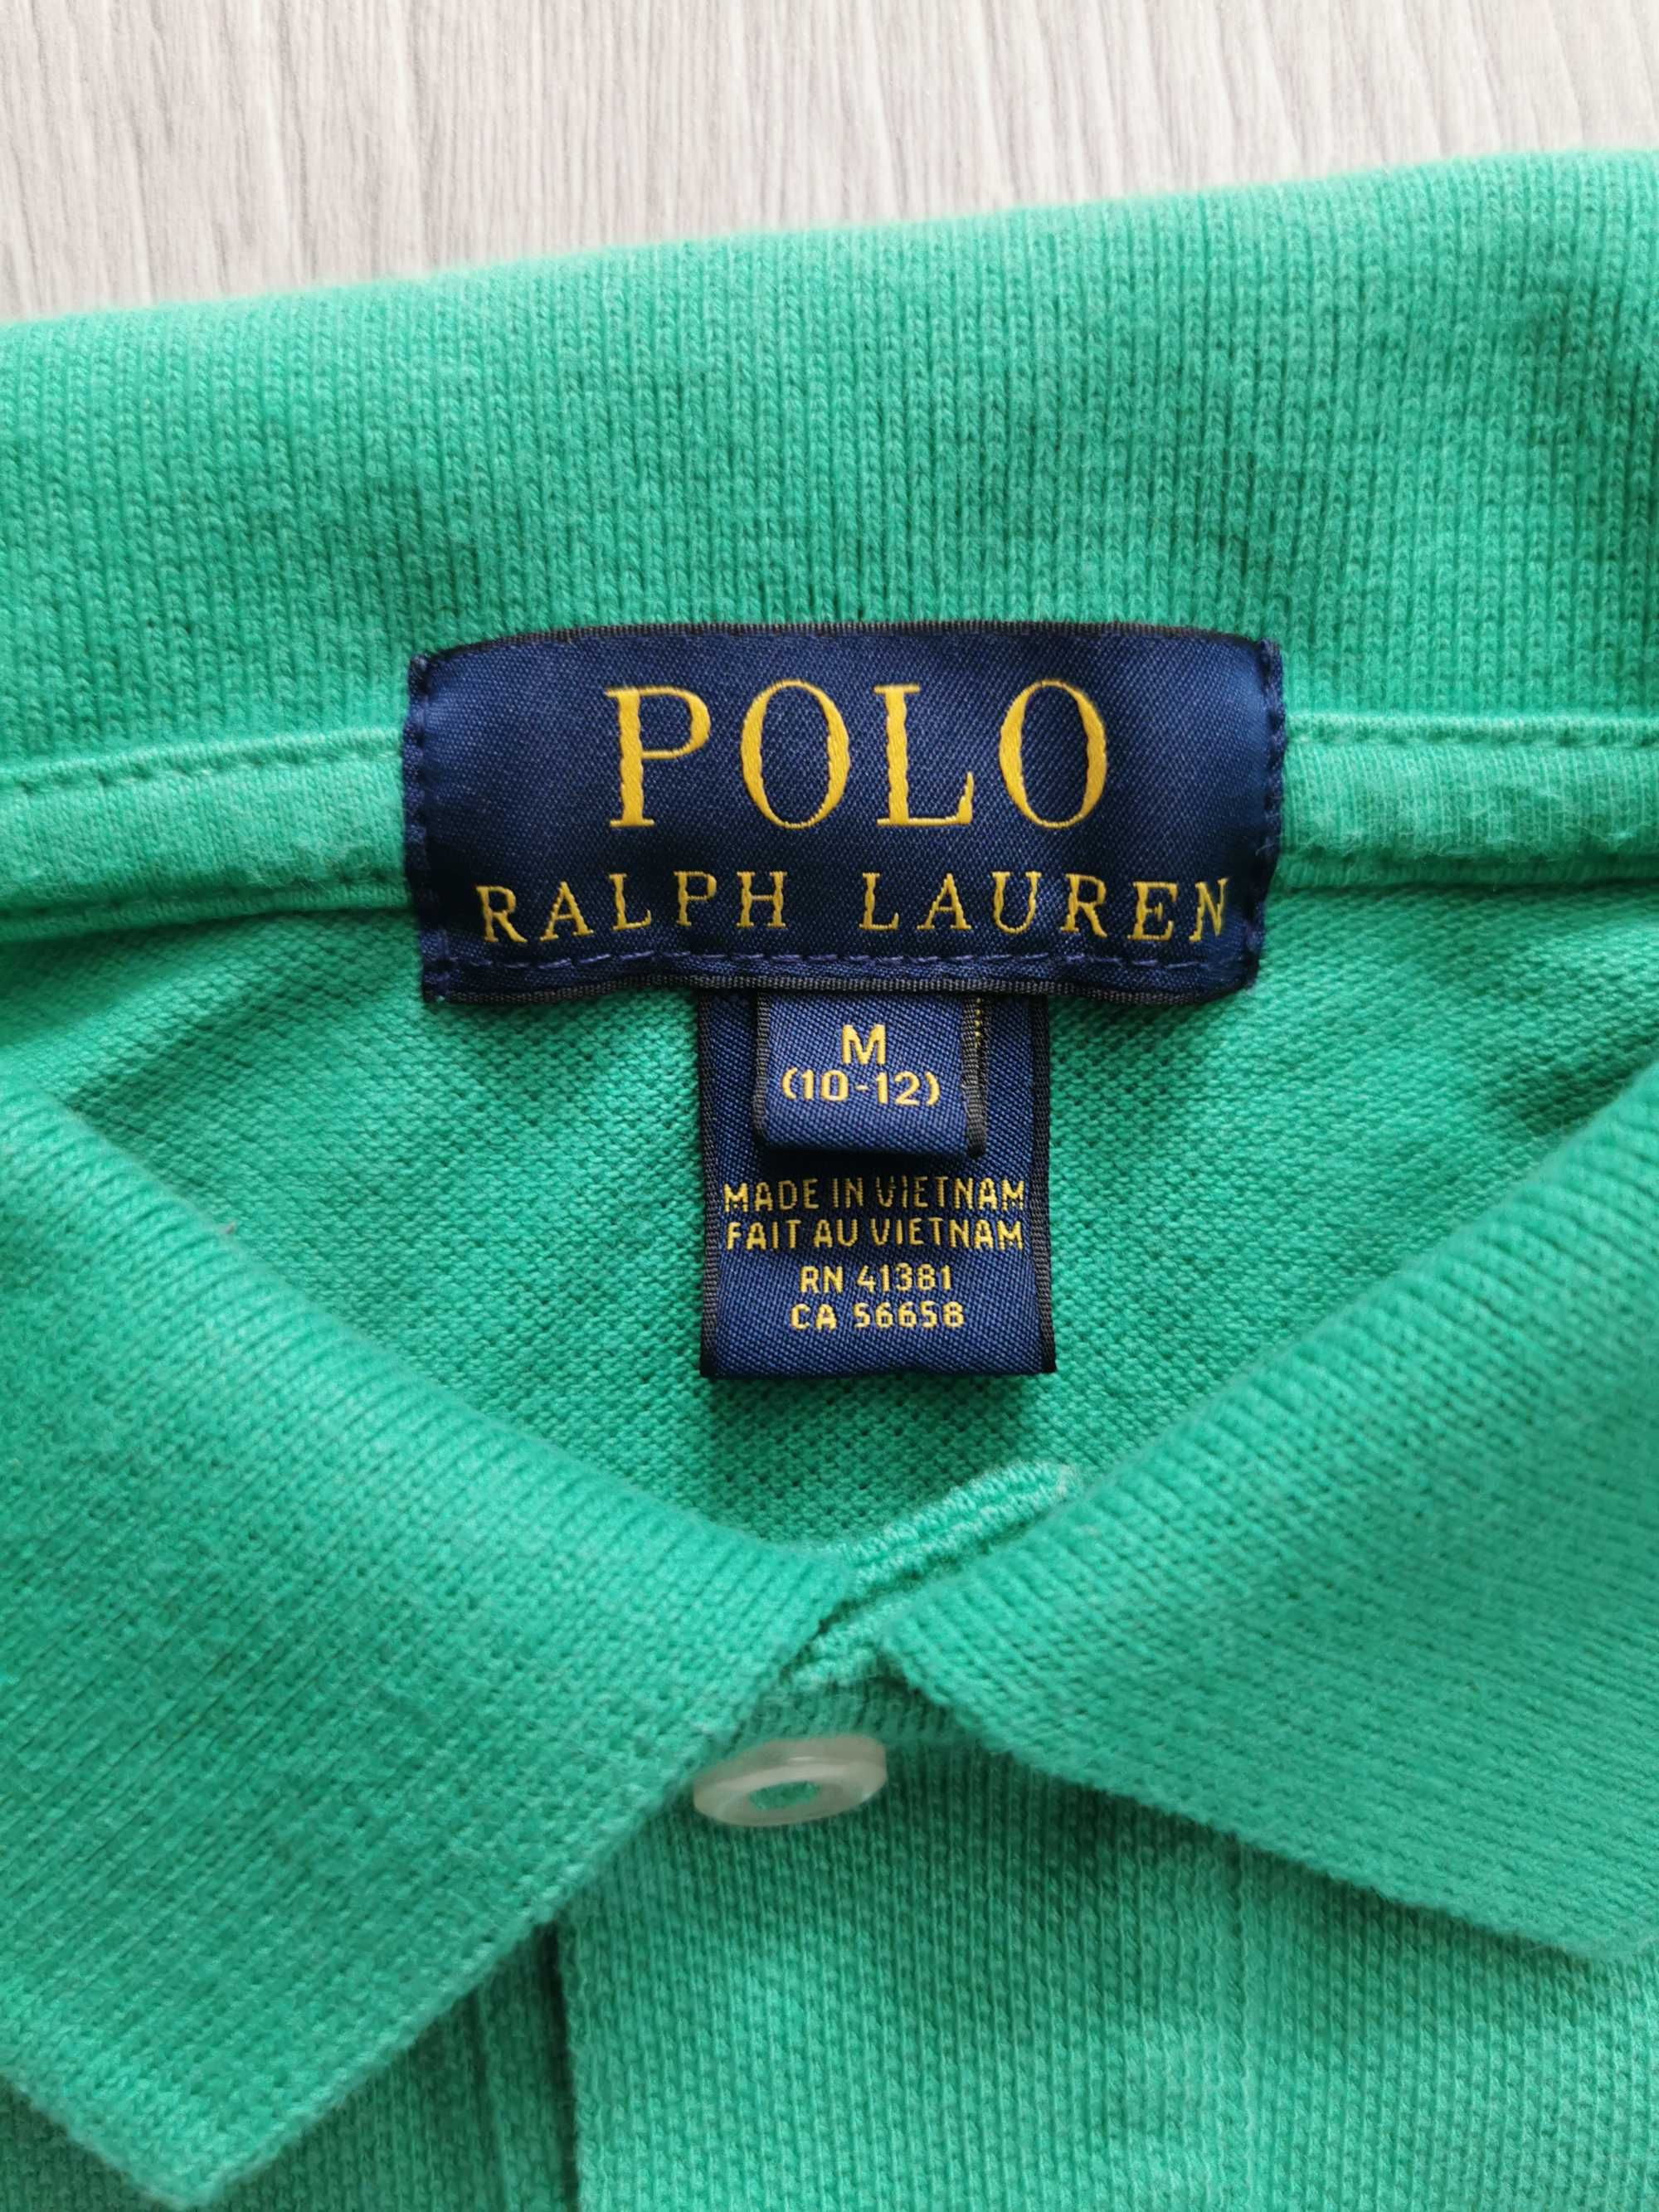 POLO
RALPH LAUREN
M
(10-12)
MADE IN VIETNAM
FAIT AU VIETNAM
RN 41381
CA 56658